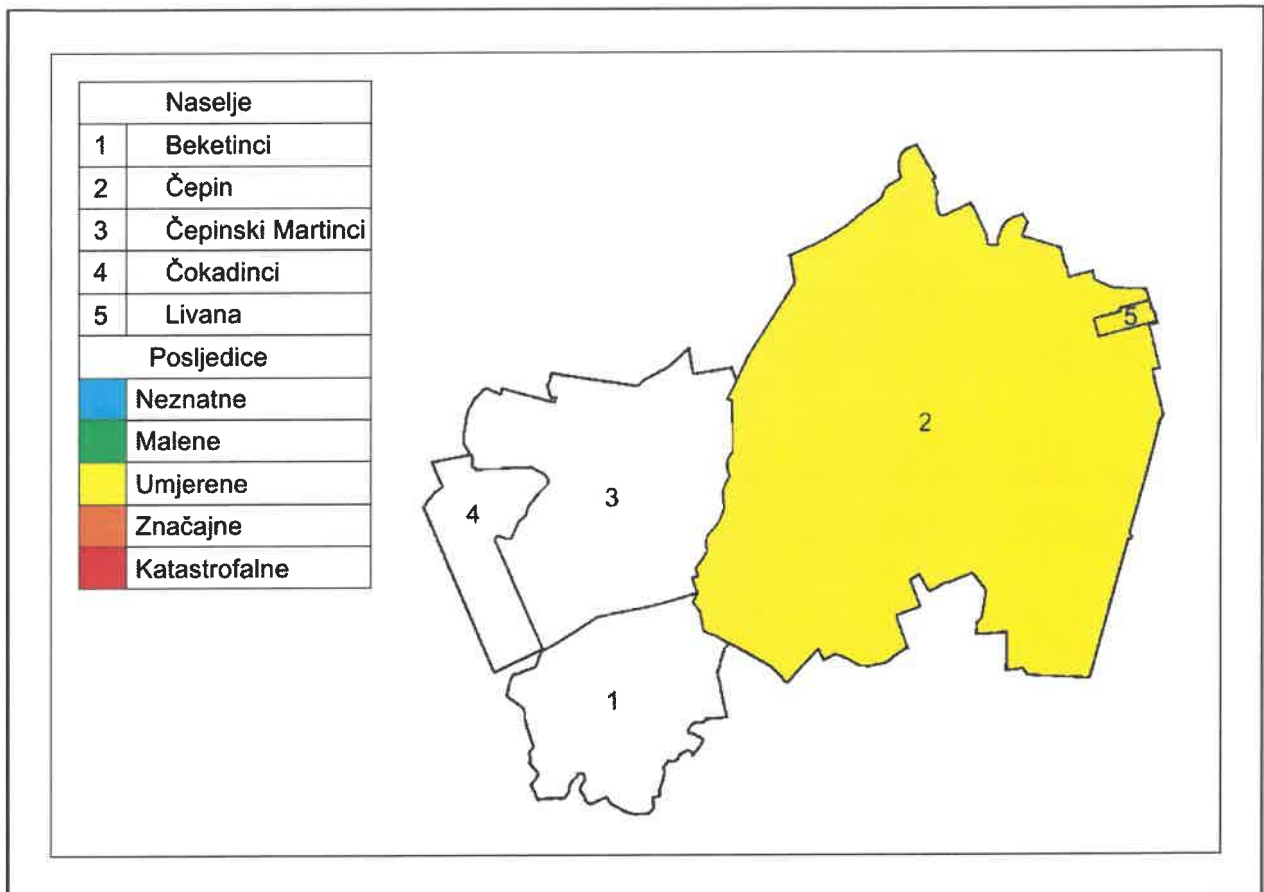 Naselje
1 Beketinci
2 Čepin
3 Čepinski Martinci
4 Čokadinci
5 Livana
Posljedice
Neznatne
Malene
Umjerene
Značajne
Katastrofalne
5
2
3
4
1